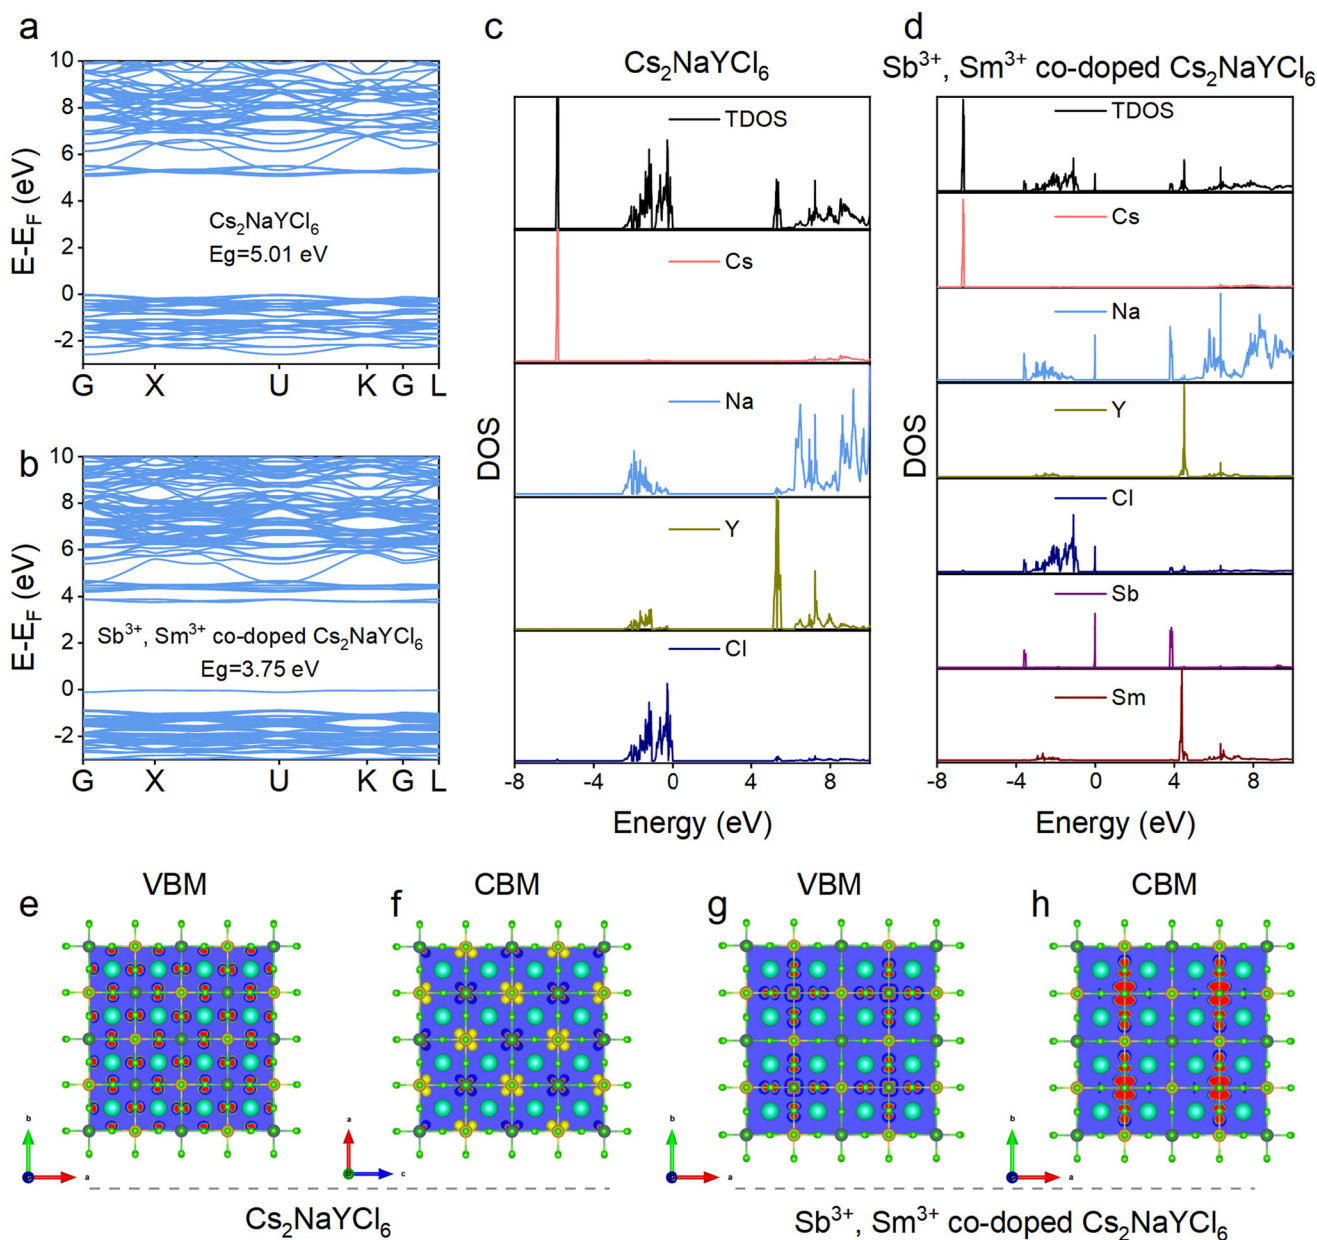 a
10
8
6
4
2
0
-2
E-E_F (eV)
Cs₂NaYCl₆
Eg=5.01 eV
G X U K G L
b
10
8
6
4
2
0
-2
E-E_F (eV)
Sb³⁺, Sm³⁺ co-doped Cs₂NaYCl₆
Eg=3.75 eV
G X U K G L
c
Cs₂NaYCl₆
TDOS
Cs
Na
Y
Cl
DOS
-8 -4 0 4 8
Energy (eV)
d
Sb³⁺, Sm³⁺ co-doped Cs₂NaYCl₆
TDOS
Cs
Na
Y
Cl
Sb
Sm
DOS
-8 -4 0 4 8
Energy (eV)
e
VBM
b
a
f
CBM
a
c
Cs₂NaYCl₆
g
VBM
b
a
h
CBM
b
a
Sb³⁺, Sm³⁺ co-doped Cs₂NaYCl₆